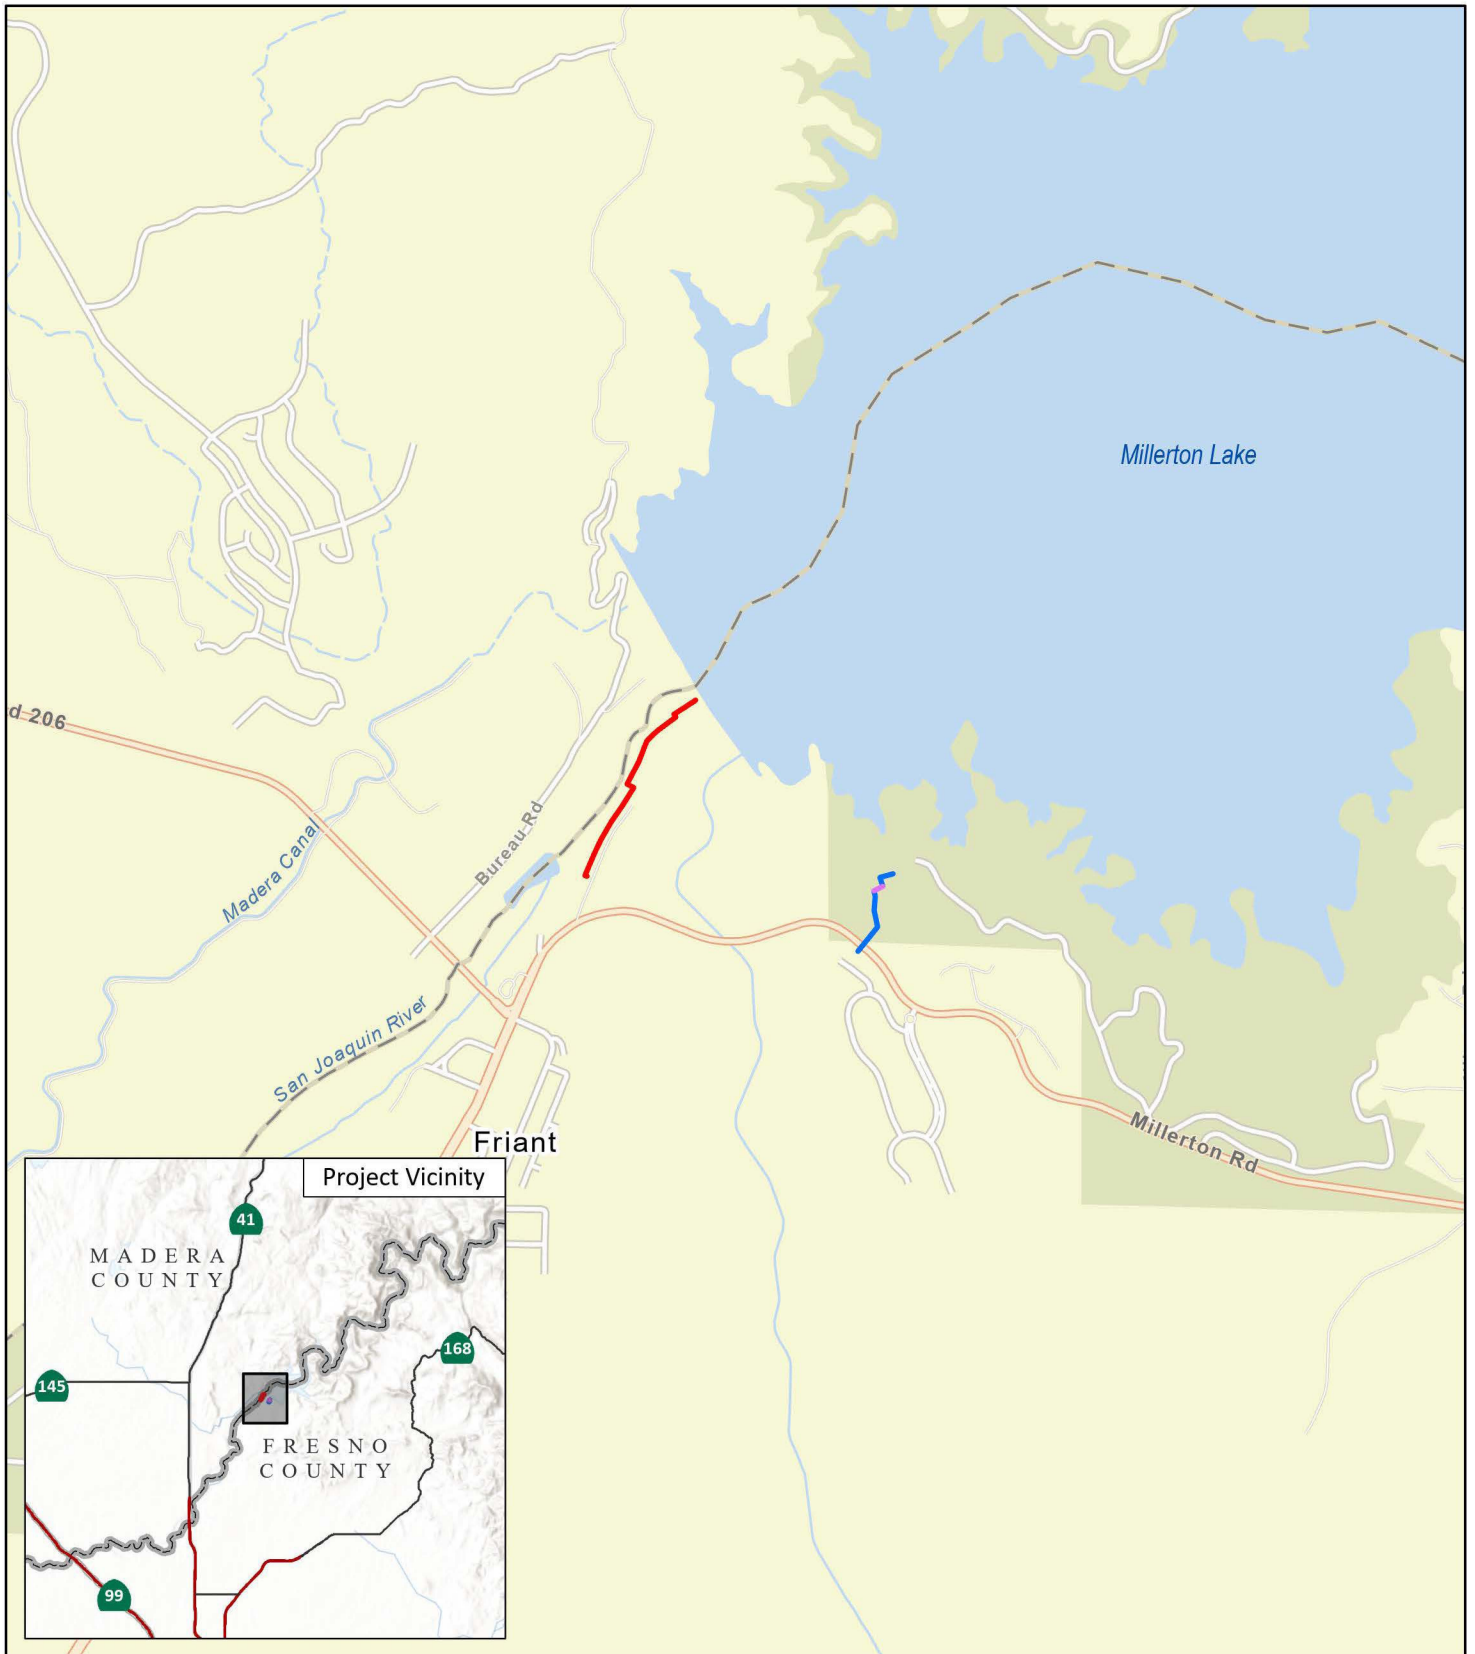 Millerton Lake
d 206
Bureau Rd
Madera Canal
San Joaquin River
Friant
Millerton Rd
Project Vicinity
41
MADERA
COUNTY
168
145
FRESNO
COUNTY
99